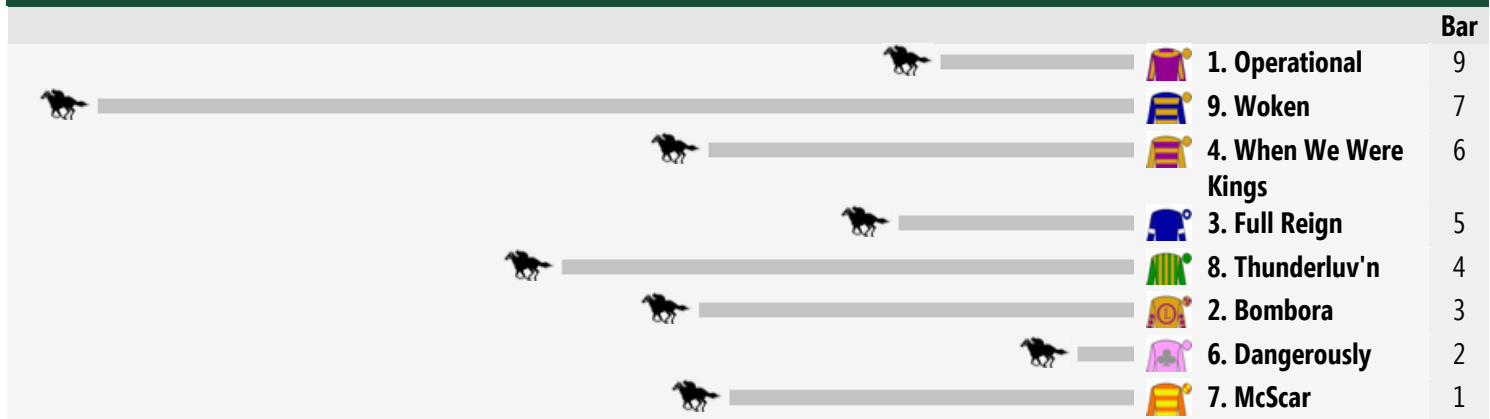 Bar
1. Operational 9
9. Woken 7
4. When We Were 6
Kings
3. Full Reign 5
8. Thunderluv'n 4
2. Bombora 3
6. Dangerously 2
7. McScar 1